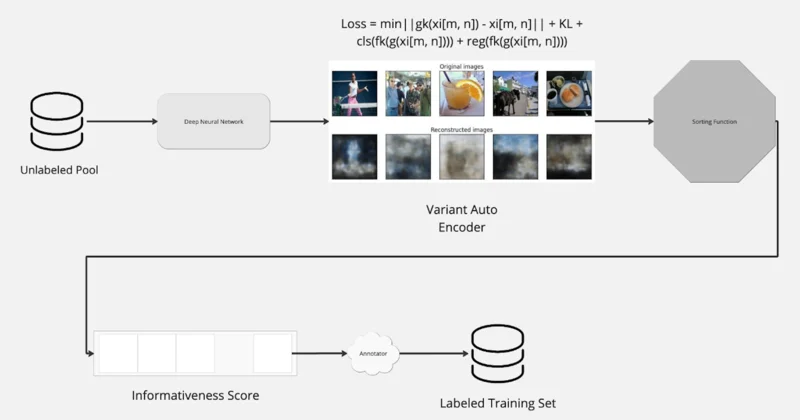 Loss = min||gk(xi[m, n]) - xi[m, n]|| + KL +
cls(fk(g(xi[m, n]))) + reg(fk(g(xi[m, n])))
Original images
Reconstructed images
Unlabeled Pool
Deep Neural Network
Variant Auto
Encoder
Sorting Function
Informativeness Score
Annotator
Labeled Training Set